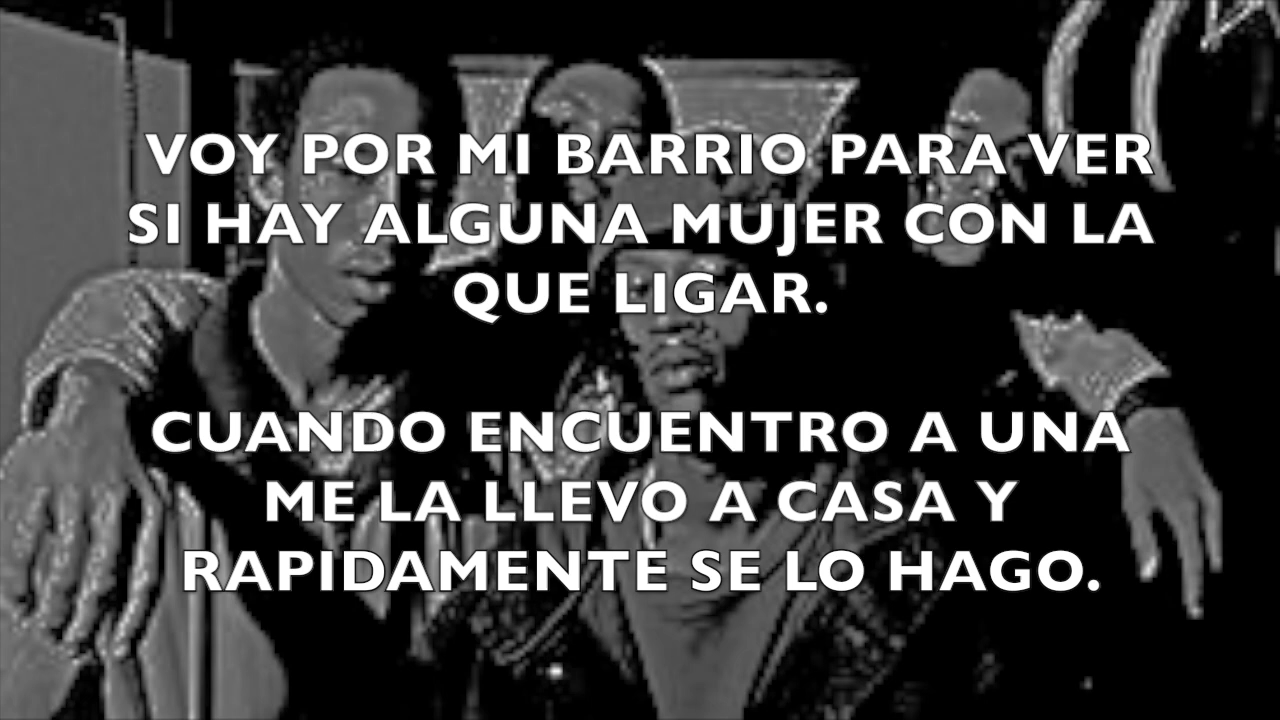 VOY POR MI BARRIO PARA VER
SI HAY ALGUNA MUJER CON LA
QUE LIGAR.
CUANDO ENCUENTRO A UNA
ME LA LLEVO A CASA Y
RAPIDAMENTE SE LO HAGO.